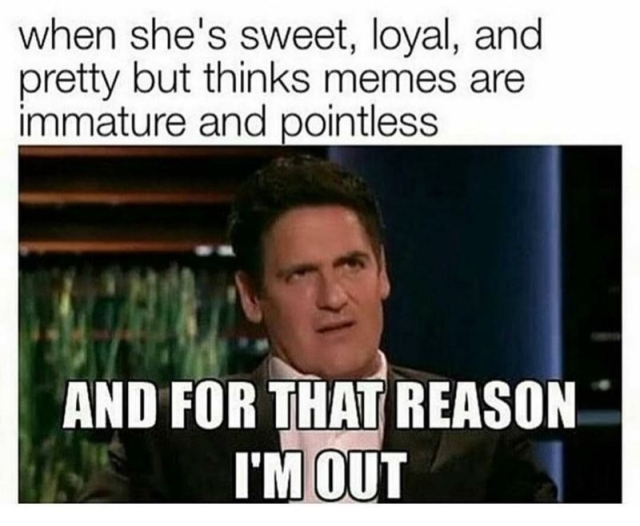 when she's sweet, loyal, and
pretty but thinks memes are
immature and pointless
AND FOR THAT REASON
I'M OUT